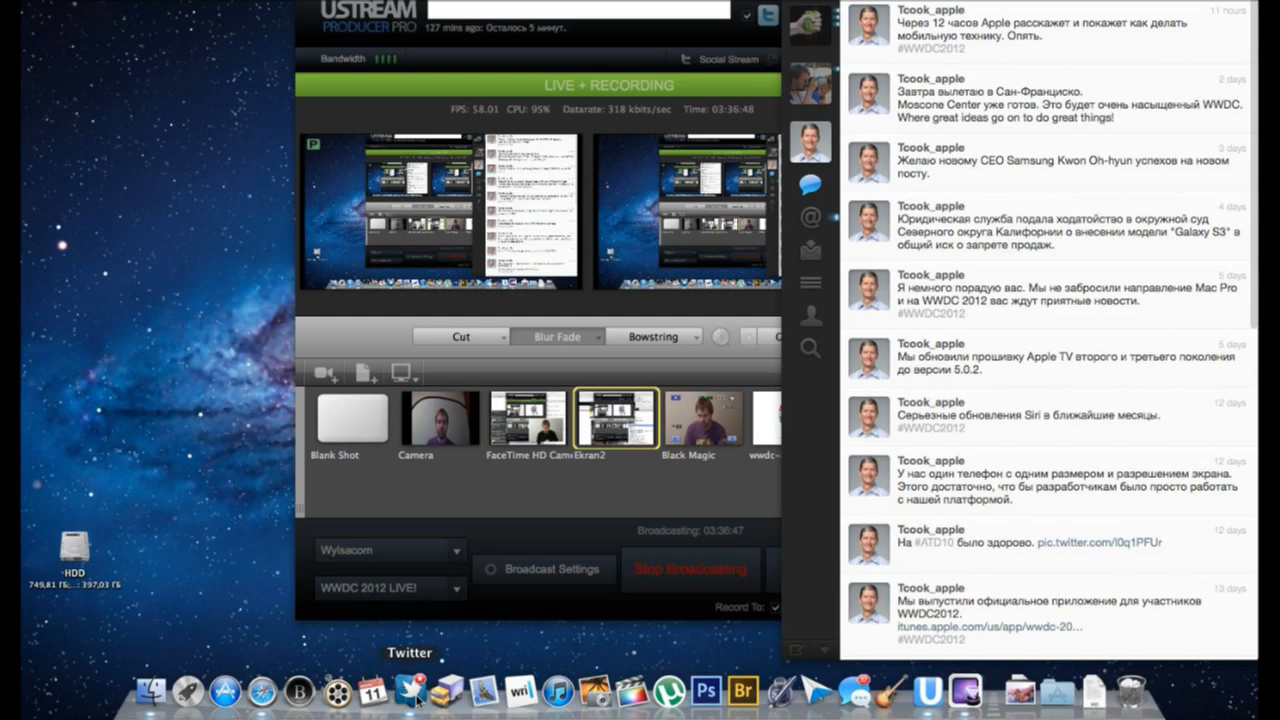 USTREAM
PRODUCER PRO
127 mins ago: Осталось 5 минут.
Bandwidth
Social Stream
LIVE + RECORDING
FPS: 58.01 CPU: 95% Datarate: 318 kbits/sec Time: 03:36:48
Cut
Blur Fade
Bowstring
Blank Shot
Camera
FaceTime HD Cam
Ekran2
Black Magic
wwdc-
Broadcasting: 03:36:47
Wylsacom
WWDC 2012 LIVE!
Broadcast Settings
Stop Broadcasting
Record To:
HDD
Twitter
Tcook_apple 11 hours
Через 12 часов Apple расскажет и покажет как делать
мобильную технику. Опять.
#WWDC2012
Tcook_apple 2 days
Завтра вылетаю в Сан-Франциско.
Moscone Center уже готов. Это будет очень насыщенный WWDC.
Where great ideas go on to do great things!
Tcook_apple 3 days
Желаю новому CEO Samsung Kwon Oh-hyun успехов на новом
посту.
Tcook_apple 4 days
Юридическая служба подала ходатойство в окружной суд
Северного округа Калифорнии о внесении модели "Galaxy S3" в
общий иск о запрете продаж.
Tcook_apple 5 days
Я немного порадую вас. Мы не забросили направление Mac Pro
и на WWDC 2012 вас ждут приятные новости.
#WWDC2012
Tcook_apple 5 days
Мы обновили прошивку Apple TV второго и третьего поколения
до версии 5.0.2.
Tcook_apple 12 days
Серьезные обновления Siri в ближайшие месяцы.
#WWDC2012
Tcook_apple 12 days
У нас один телефон с одним размером и разрешением экрана.
Этого достаточно, что бы разработчикам было просто работать
с нашей платформой.
Tcook_apple 12 days
На #ATD10 было здорово. pic.twitter.com/l0q1PFUr
Tcook_apple 13 days
Мы выпустили официальное приложение для участников
WWDC2012.
itunes.apple.com/us/app/wwdc-20...
#WWDC2012
11
wri
Ps
Br